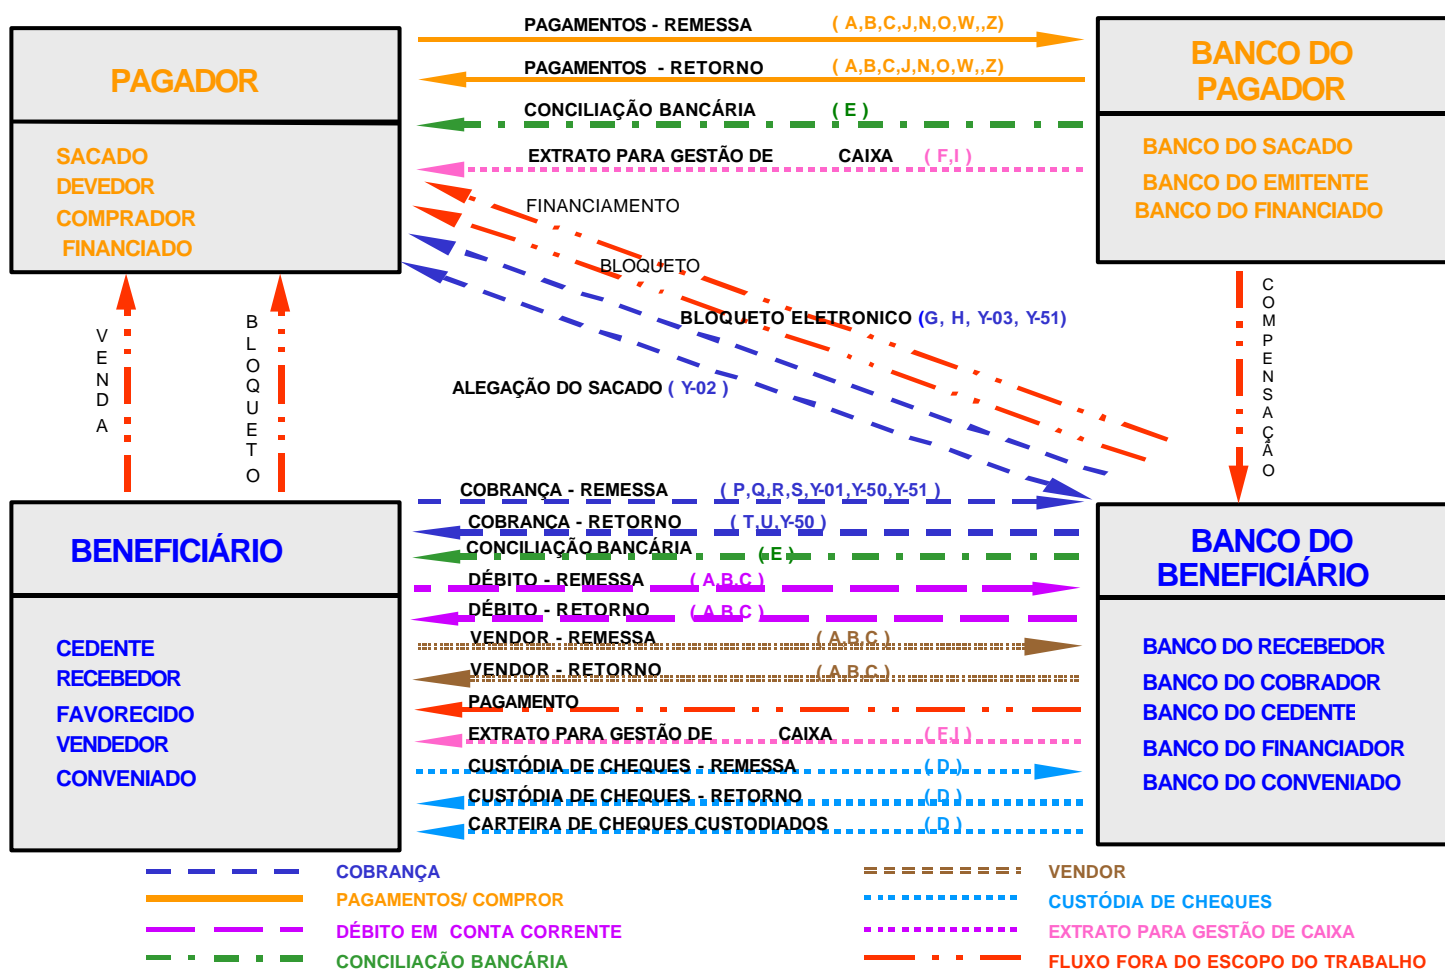 PAGAMENTOS - REMESSA ( A,B,C,J,N,O,W,,Z)
PAGAMENTOS - RETORNO ( A,B,C,J,N,O,W,,Z)
CONCILIAÇÃO BANCÁRIA ( E )
EXTRATO PARA GESTÃO DE CAIXA ( F,I )
PAGADOR
SACADO
DEVEDOR
COMPRADOR
FINANCIADO
BANCO DO
PAGADOR
BANCO DO SACADO
BANCO DO EMITENTE
BANCO DO FINANCIADO
FINANCIAMENTO
BLOQUETO
BLOQUETO ELETRONICO (G, H, Y-03, Y-51)
ALEGAÇÃO DO SACADO ( Y-02 )
VENDA
BLOQUETO
COMPENSAÇÃO
COBRANÇA - REMESSA ( P,Q,R,S,Y-01,Y-50,Y-51 )
COBRANÇA - RETORNO ( T,U,Y-50 )
CONCILIAÇÃO BANCÁRIA ( E )
DÉBITO - REMESSA ( A,B,C )
DÉBITO - RETORNO ( A,B,C )
VENDOR - REMESSA ( A,B,C )
VENDOR - RETORNO ( A,B,C )
PAGAMENTO
EXTRATO PARA GESTÃO DE CAIXA ( F,I )
CUSTÓDIA DE CHEQUES - REMESSA ( D )
CUSTÓDIA DE CHEQUES - RETORNO ( D )
CARTEIRA DE CHEQUES CUSTODIADOS ( D )
BENEFICIÁRIO
CEDENTE
RECEBEDOR
FAVORECIDO
VENDEDOR
CONVENIADO
BANCO DO
BENEFICIÁRIO
BANCO DO RECEBEDOR
BANCO DO COBRADOR
BANCO DO CEDENTE
BANCO DO FINANCIADOR
BANCO DO CONVENIADO
COBRANÇA
PAGAMENTOS/ COMPROR
DÉBITO EM CONTA CORRENTE
CONCILIAÇÃO BANCÁRIA
VENDOR
CUSTÓDIA DE CHEQUES
EXTRATO PARA GESTÃO DE CAIXA
FLUXO FORA DO ESCOPO DO TRABALHO